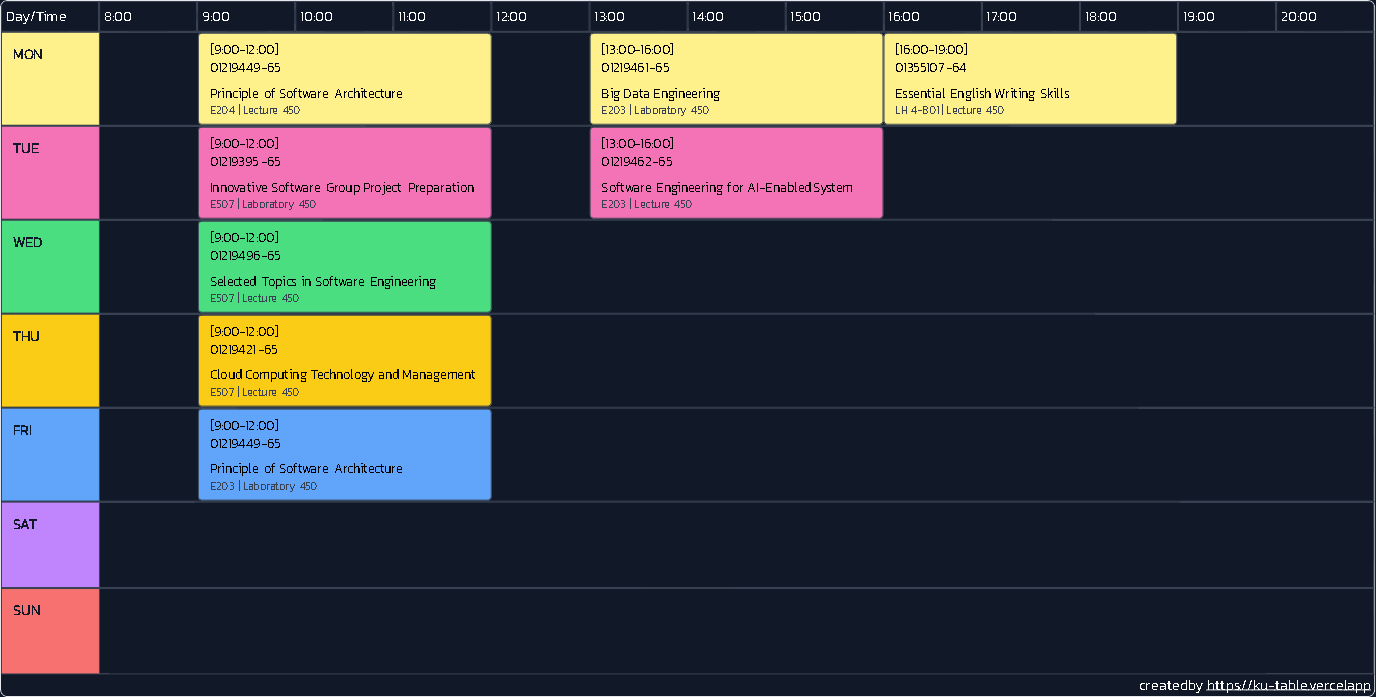 Day/Time 8:00 9:00 10:00 11:00 12:00 13:00 14:00 15:00 16:00 17:00 18:00 19:00 20:00
MON
[9:00-12:00]
01219449-65
Principle of Software Architecture
E204 | Lecture 450
[13:00-16:00]
01219461-65
Big Data Engineering
E203 | Laboratory 450
[16:00-19:00]
01355107-64
Essential English Writing Skills
LH 4-801 | Lecture 450
TUE
[9:00-12:00]
01219395-65
Innovative Software Group Project Preparation
E507 | Laboratory 450
[13:00-16:00]
01219462-65
Software Engineering for AI-Enabled System
E203 | Lecture 450
WED
[9:00-12:00]
01219496-65
Selected Topics in Software Engineering
E507 | Lecture 450
THU
[9:00-12:00]
01219421-65
Cloud Computing Technology and Management
E507 | Lecture 450
FRI
[9:00-12:00]
01219449-65
Principle of Software Architecture
E203 | Laboratory 450
SAT
SUN
created by https://ku-table.vercel.app